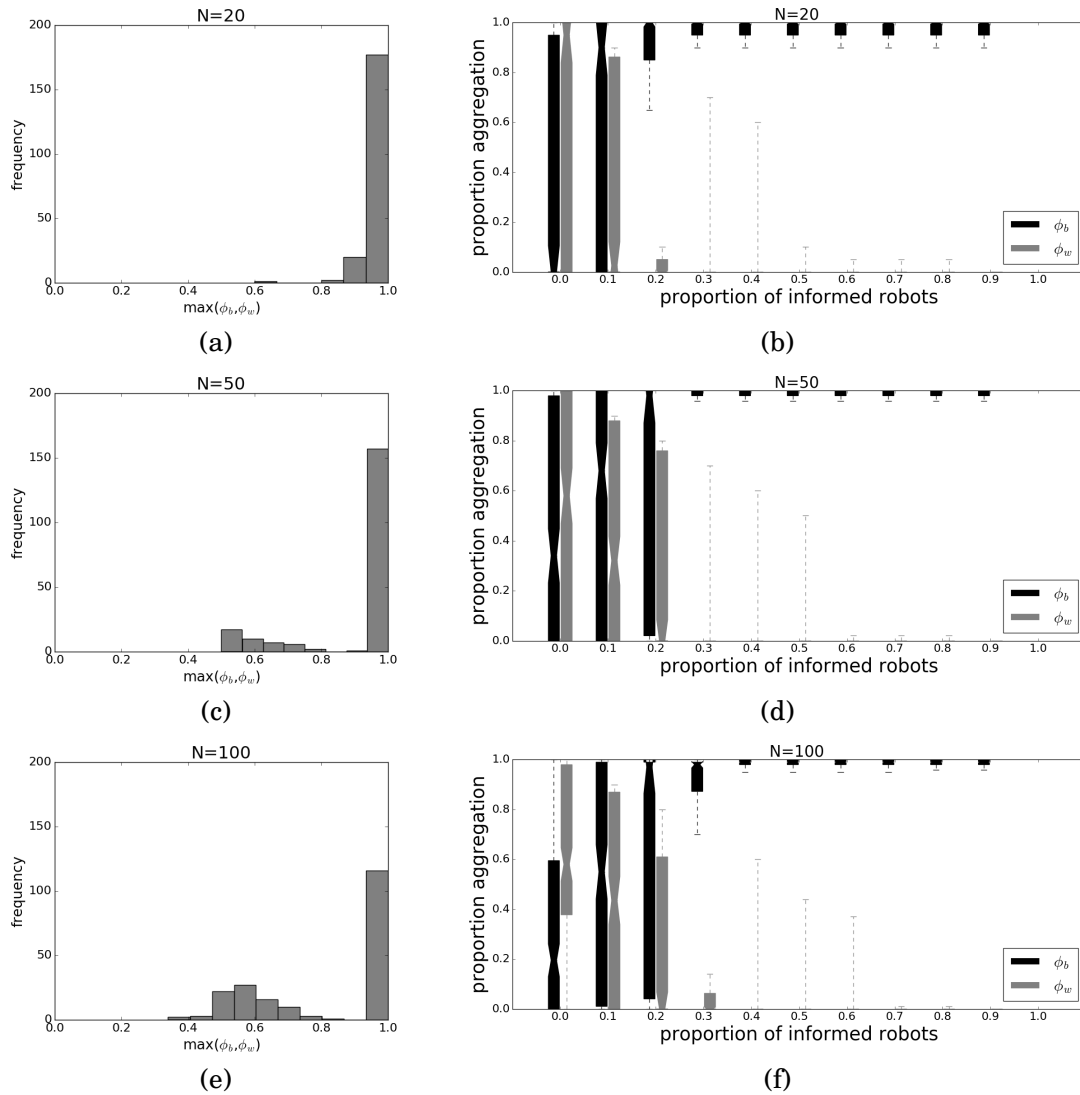 N=20
frequency
200
150
100
50
0
0.0 0.2 0.4 0.6 0.8 1.0
max(ϕb,ϕw)
(a)
N=20
proportion aggregation
1.0
0.8
0.6
0.4
0.2
0.0
ϕb
ϕw
0.0 0.1 0.2 0.3 0.4 0.5 0.6 0.7 0.8 0.9 1.0
proportion of informed robots
(b)
N=50
frequency
200
150
100
50
0
0.0 0.2 0.4 0.6 0.8 1.0
max(ϕb,ϕw)
(c)
N=50
proportion aggregation
1.0
0.8
0.6
0.4
0.2
0.0
ϕb
ϕw
0.0 0.1 0.2 0.3 0.4 0.5 0.6 0.7 0.8 0.9 1.0
proportion of informed robots
(d)
N=100
frequency
200
150
100
50
0
0.0 0.2 0.4 0.6 0.8 1.0
max(ϕb,ϕw)
(e)
N=100
proportion aggregation
1.0
0.8
0.6
0.4
0.2
0.0
ϕb
ϕw
0.0 0.1 0.2 0.3 0.4 0.5 0.6 0.7 0.8 0.9 1.0
proportion of informed robots
(f)